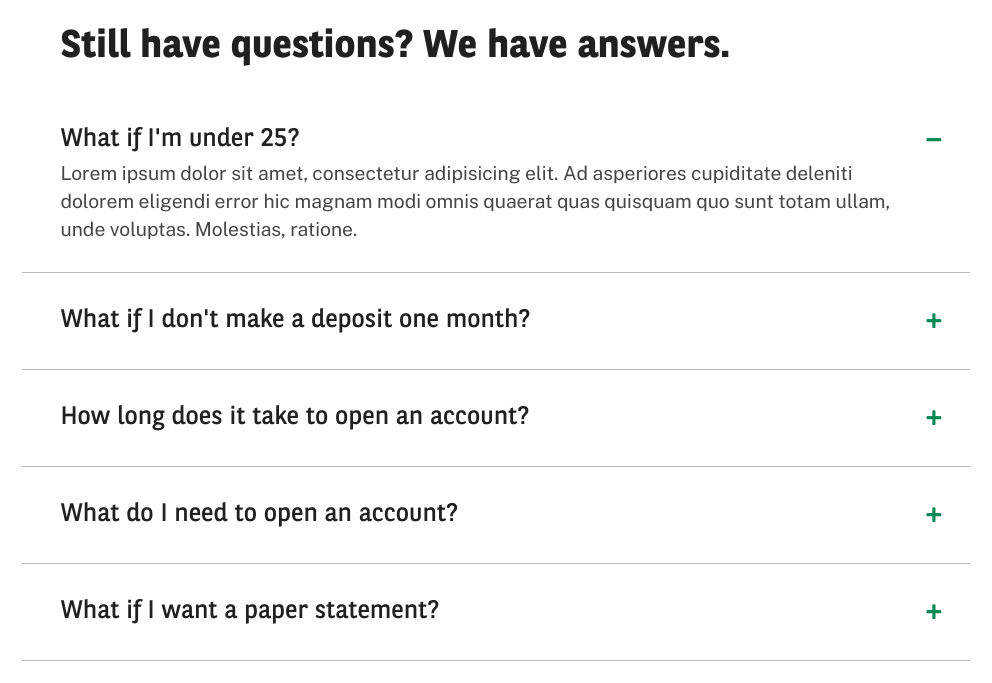 Still have questions? We have answers.
What if I'm under 25?
Lorem ipsum dolor sit amet, consectetur adipisicing elit. Ad asperiores cupiditate deleniti
dolorem eligendi error hic magnam modi omnis quaerat quas quisquam quo sunt totam ullam,
unde voluptas. Molestias, ratione.
What if I don't make a deposit one month?
How long does it take to open an account?
What do I need to open an account?
What if I want a paper statement?